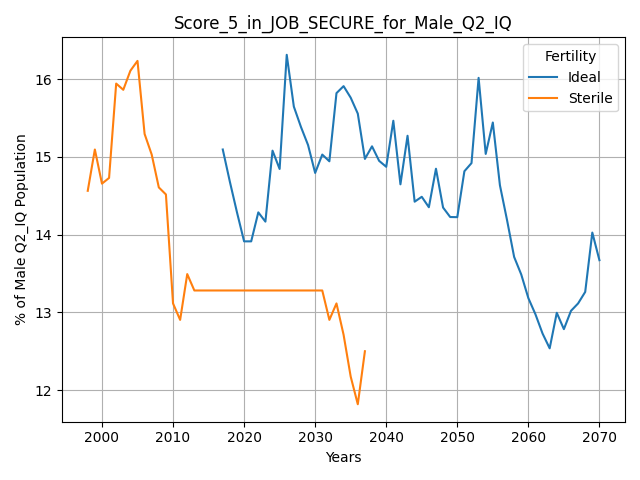 Score_5_in_JOB_SECURE_for_Male_Q2_IQ
Fertility
Ideal
Sterile
% of Male Q2_IQ Population
16
15
14
13
12
2000 2010 2020 2030 2040 2050 2060 2070
Years